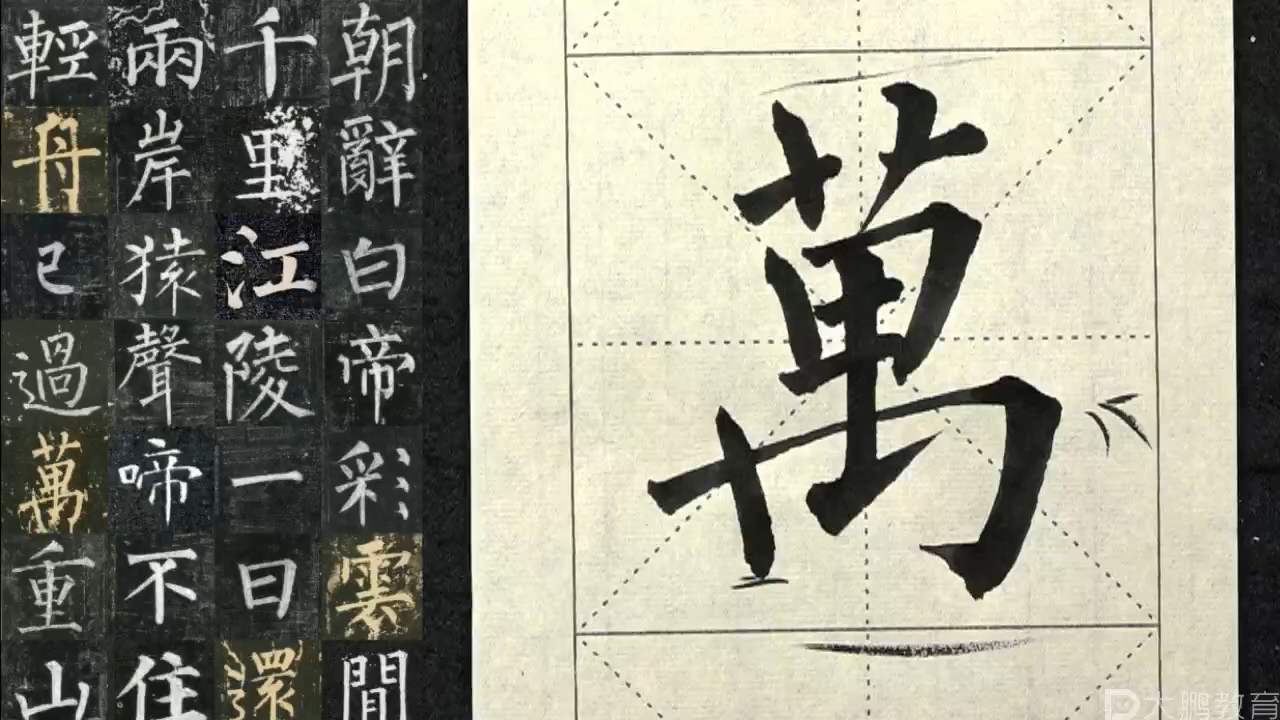 朝辭白帝彩雲間
千里江陵一日還
兩岸猿聲啼不住
輕舟已過萬重山
萬
大鹏教育